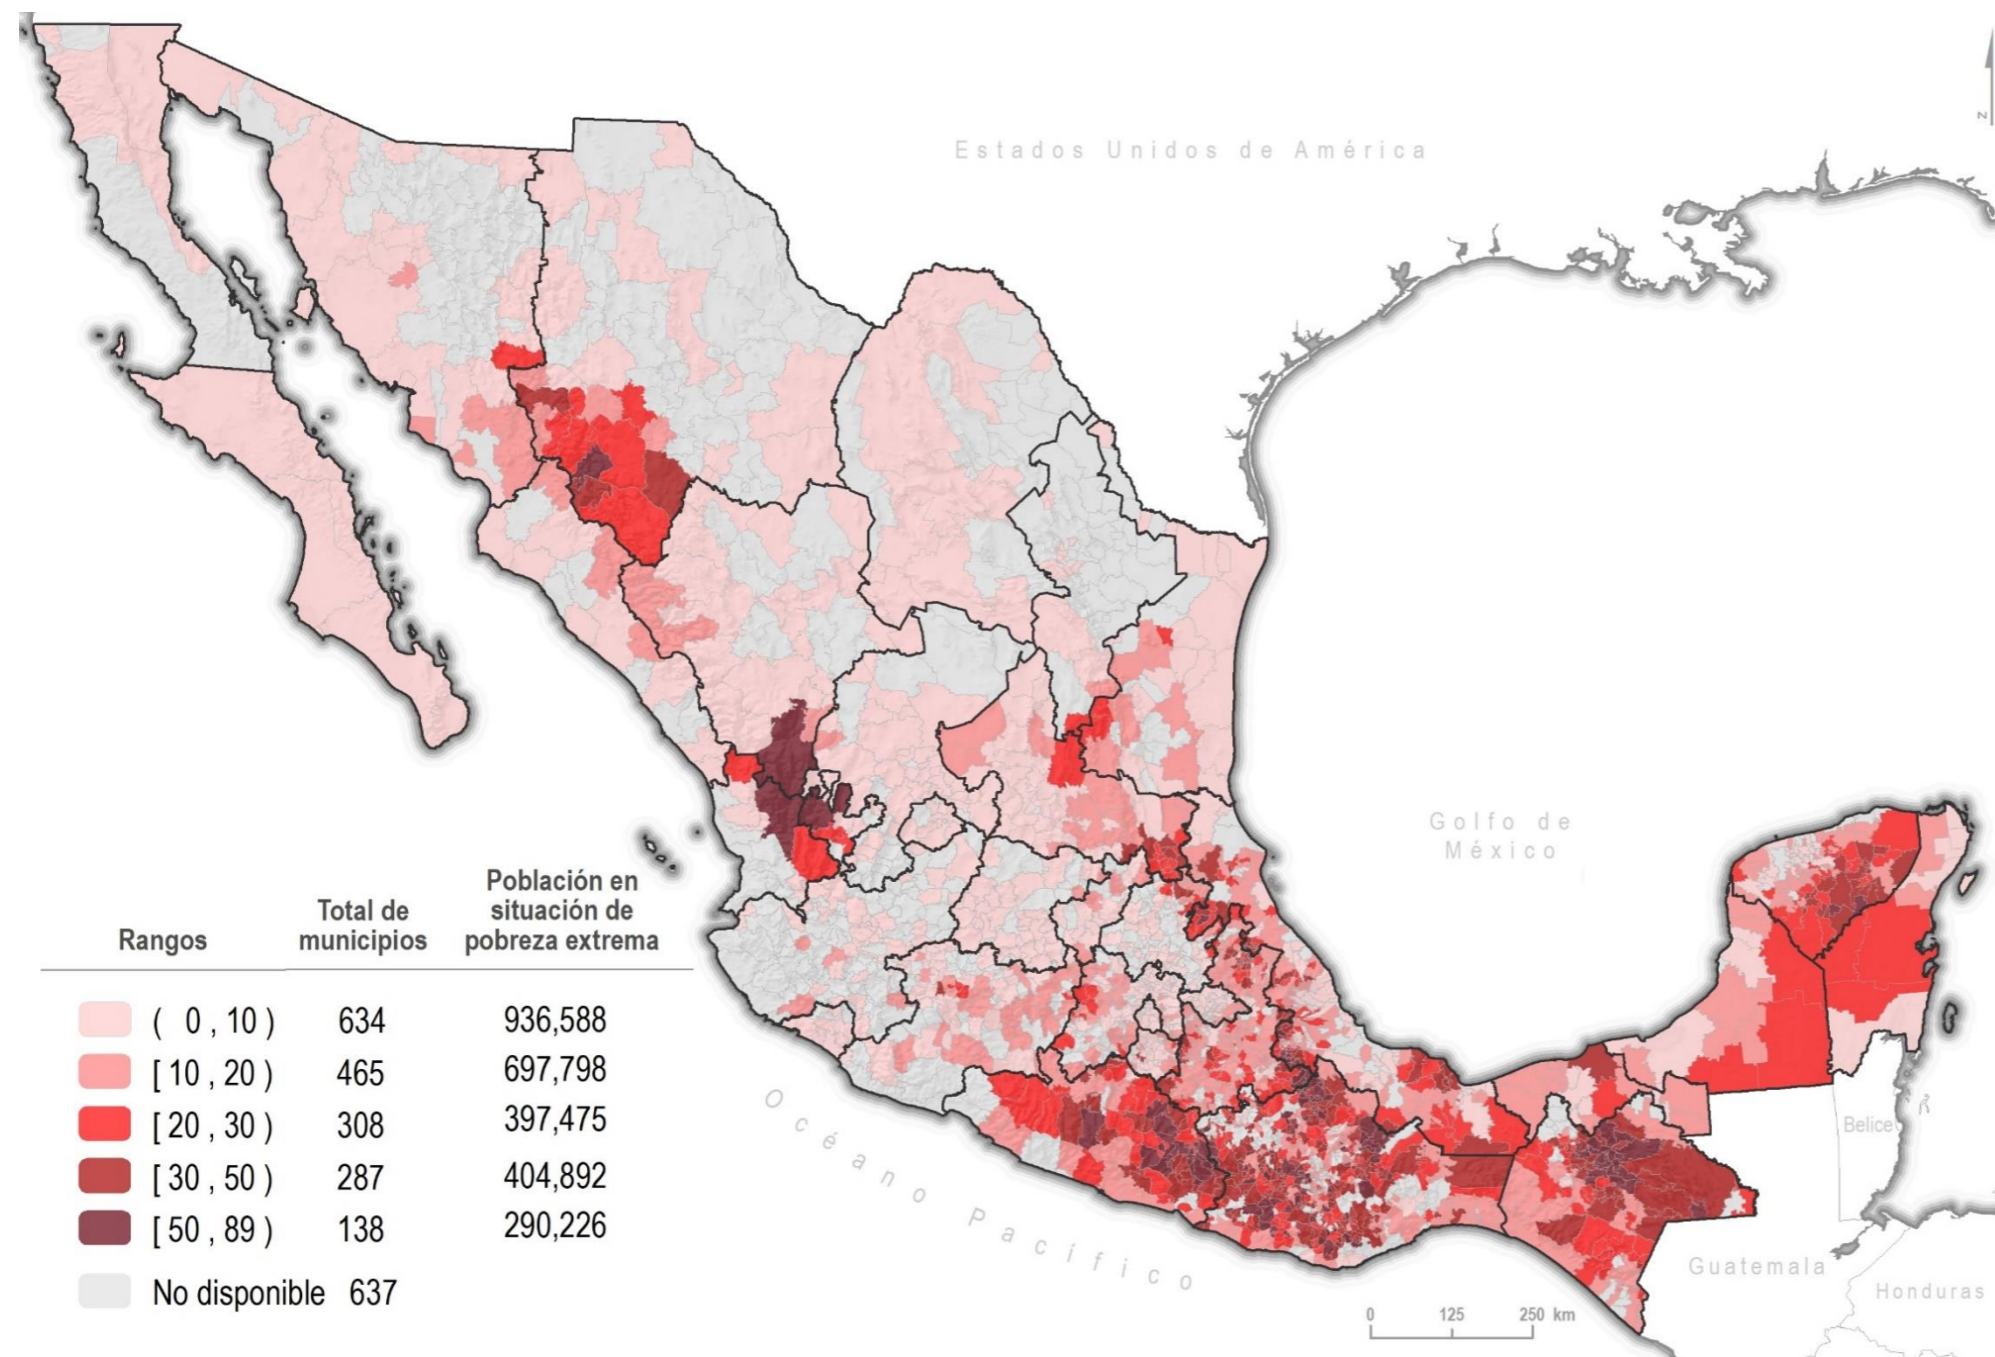 Estados Unidos de América
N
Golfo de
México
Océano Pacífico
Belice
Guatemala
Honduras
Rangos
Total de
municipios
Población en
situación de
pobreza extrema
( 0 , 10 ) 634 936,588
[ 10 , 20 ) 465 697,798
[ 20 , 30 ) 308 397,475
[ 30 , 50 ) 287 404,892
[ 50 , 89 ) 138 290,226
No disponible 637
0 125 250 km